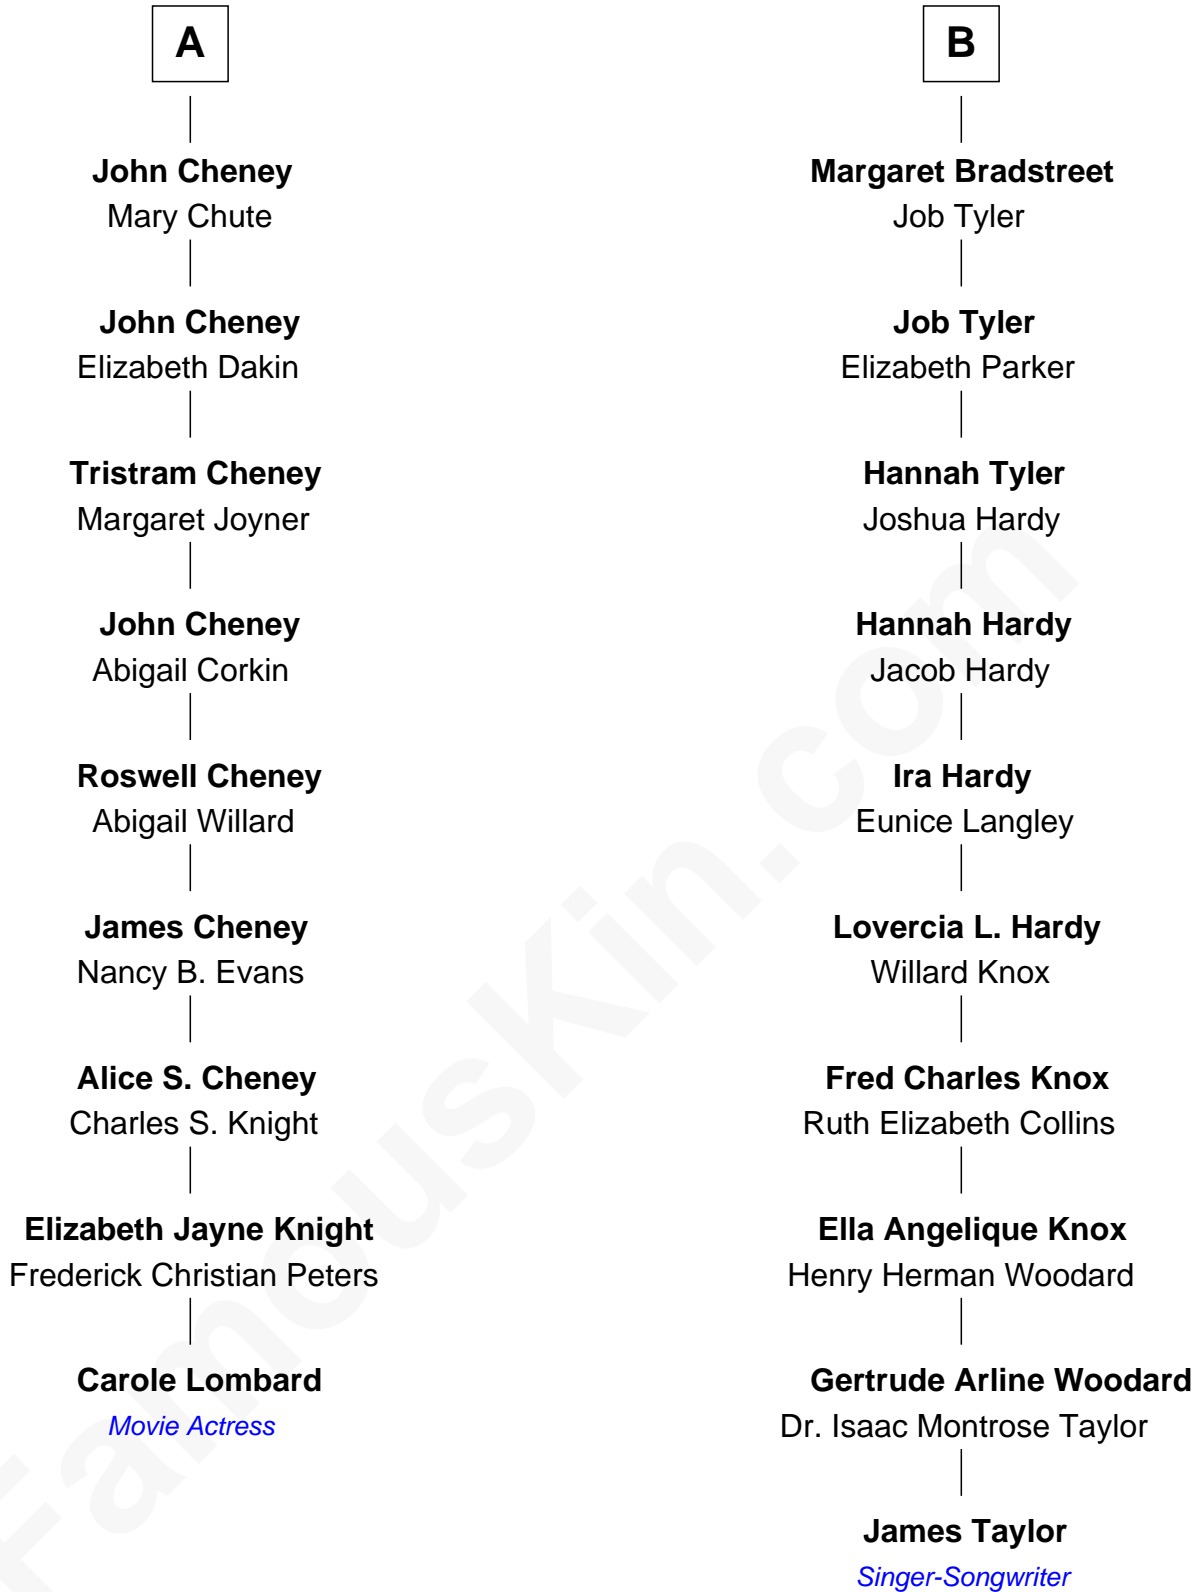 A
John Cheney
Mary Chute
John Cheney
Elizabeth Dakin
Tristram Cheney
Margaret Joyner
John Cheney
Abigail Corkin
Roswell Cheney
Abigail Willard
James Cheney
Nancy B. Evans
Alice S. Cheney
Charles S. Knight
Elizabeth Jayne Knight
Frederick Christian Peters
Carole Lombard
Movie Actress
B
Margaret Bradstreet
Job Tyler
Job Tyler
Elizabeth Parker
Hannah Tyler
Joshua Hardy
Hannah Hardy
Jacob Hardy
Ira Hardy
Eunice Langley
Lovercia L. Hardy
Willard Knox
Fred Charles Knox
Ruth Elizabeth Collins
Ella Angelique Knox
Henry Herman Woodard
Gertrude Arline Woodard
Dr. Isaac Montrose Taylor
James Taylor
Singer-Songwriter
FamousKin.com